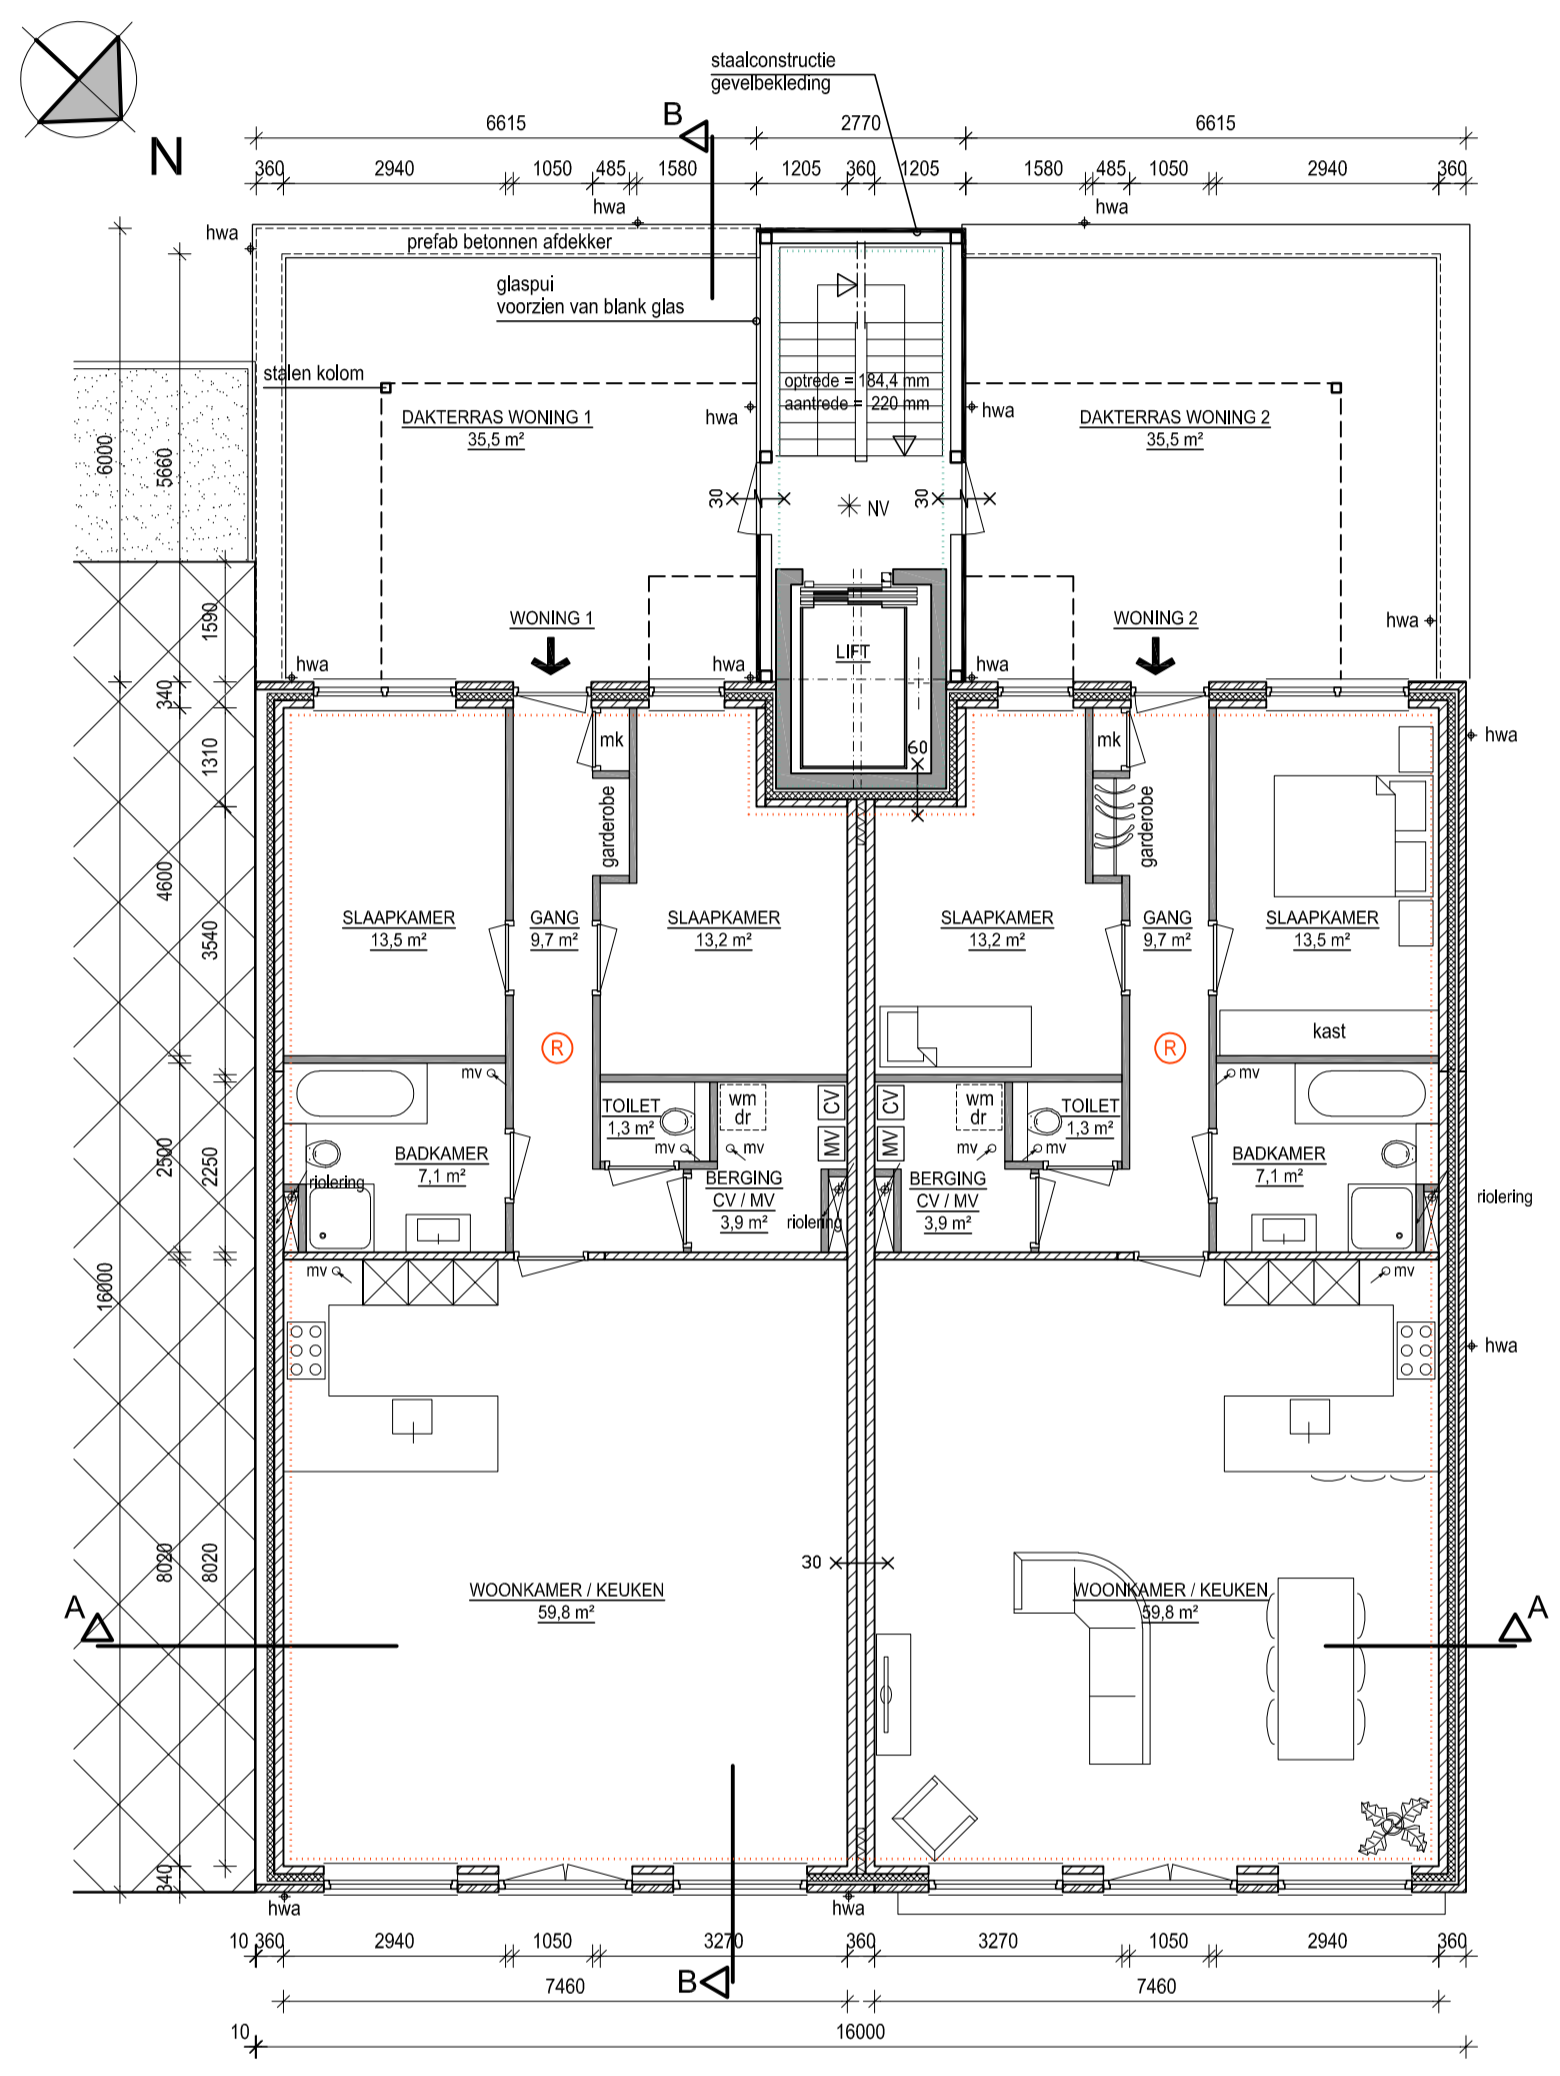 staalconstructie
gevelbekleding
N
B
6615 2770 6615
360 2940 1050 485 1580 1205 360 1205 1580 485 1050 2940 360
hwa hwa
hwa
prefab betonnen afdekker
glaspui
voorzien van blank glas
stalen kolom
optrede = 184,4 mm
aantrede = 220 mm
hwa hwa
DAKTERRAS WONING 1
35,5 m²
DAKTERRAS WONING 2
35,5 m²
6000
5660
30 30
NV
1590
WONING 1
WONING 2
hwa
LIFT
hwa hwa hwa
340
mk mk
hwa
60
1310
garderobe garderobe
4600
3540
SLAAPKAMER
13,5 m²
GANG
9,7 m²
SLAAPKAMER
13,2 m²
SLAAPKAMER
13,2 m²
GANG
9,7 m²
SLAAPKAMER
13,5 m²
kast
R R
mv mv
TOILET
1,3 m²
wm
dr
CV
MV
CV
MV
wm
dr
TOILET
1,3 m²
mv mv mv mv
2500
2250
BADKAMER
7,1 m²
BERGING
CV / MV
3,9 m²
BERGING
CV / MV
3,9 m²
BADKAMER
7,1 m²
riolering riolering riolering
mv mv
16000
hwa
8020
8020
30
WOONKAMER / KEUKEN
59,8 m²
WOONKAMER / KEUKEN
59,8 m²
A A
340
hwa hwa
10 360 2940 1050 3270 360 3270 1050 2940 360
B
7460 7460
10 16000